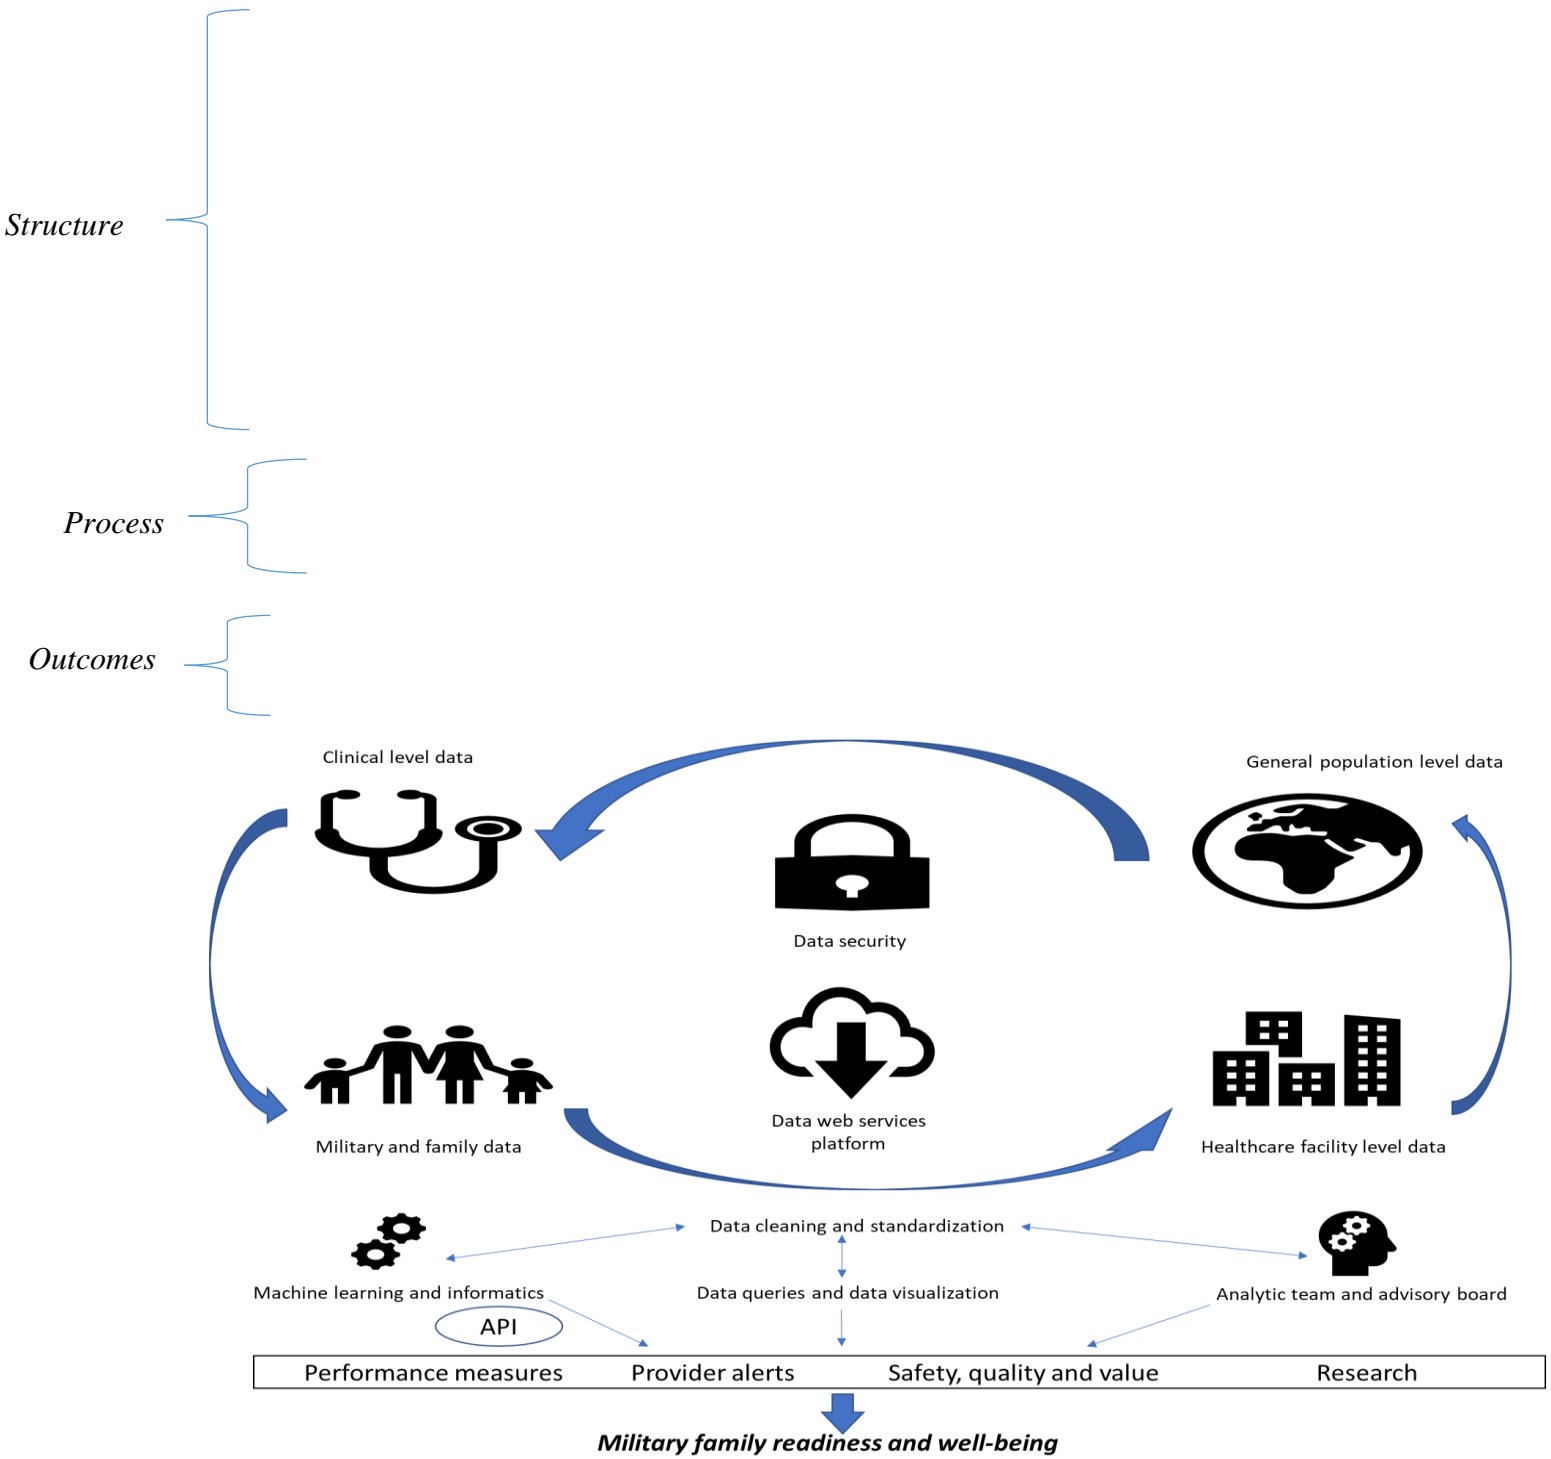 Structure
Process
Outcomes
Clinical level data
General population level data
Data security
Data web services
platform
Military and family data
Healthcare facility level data
Data cleaning and standardization
Machine learning and informatics
Data queries and data visualization
Analytic team and advisory board
API
Performance measures
Provider alerts
Safety, quality and value
Research
Military family readiness and well-being